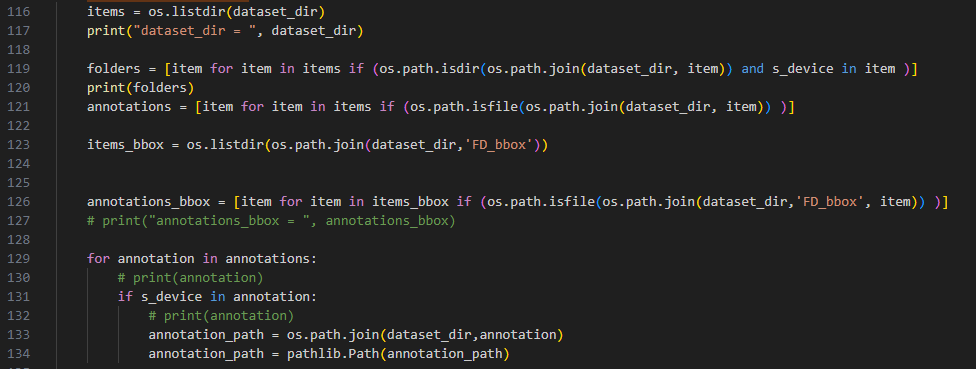 116 items = os.listdir(dataset_dir)
117 print("dataset_dir = ", dataset_dir)
118
119 folders = [item for item in items if (os.path.isdir(os.path.join(dataset_dir, item)) and s_device in item )]
120 print(folders)
121 annotations = [item for item in items if (os.path.isfile(os.path.join(dataset_dir, item)) )]
122
123 items_bbox = os.listdir(os.path.join(dataset_dir,'FD_bbox'))
124
125
126 annotations_bbox = [item for item in items_bbox if (os.path.isfile(os.path.join(dataset_dir,'FD_bbox', item)) )]
127 # print("annotations_bbox = ", annotations_bbox)
128
129 for annotation in annotations:
130 # print(annotation)
131 if s_device in annotation:
132 # print(annotation)
133 annotation_path = os.path.join(dataset_dir,annotation)
134 annotation_path = pathlib.Path(annotation_path)